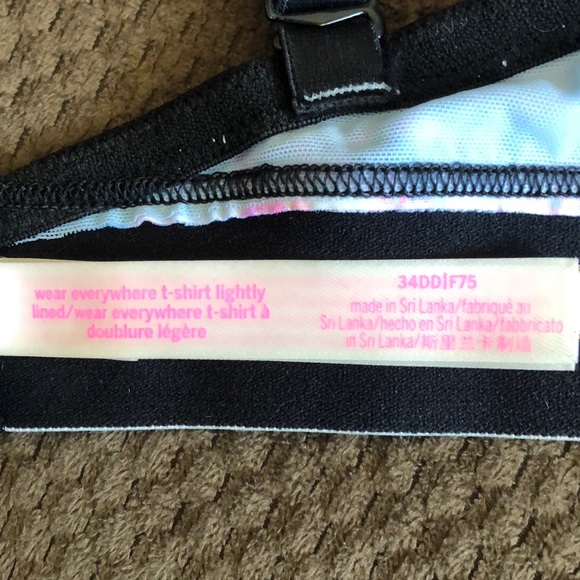 wear everywhere t-shirt lightly
lined/wear everywhere t-shirt à
doublure légère
34DD|F75
made in Sri Lanka/fabriqué au
Sri Lanka/hecho en Sri Lanka/fabbricato
in Sri Lanka/斯里兰卡制造